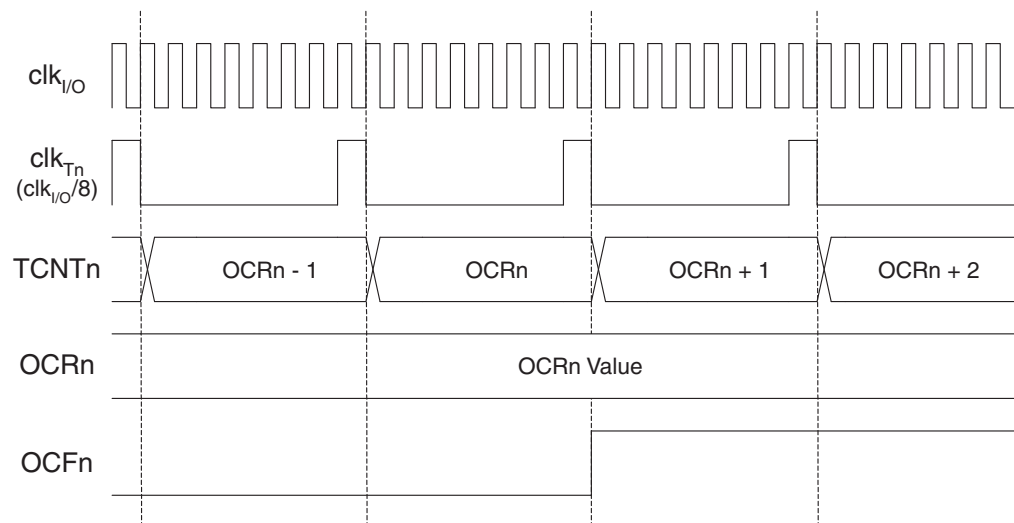 clkI/O
clkTn
(clkI/O/8)
TCNTn
OCRn - 1
OCRn
OCRn + 1
OCRn + 2
OCRn
OCRn Value
OCFn